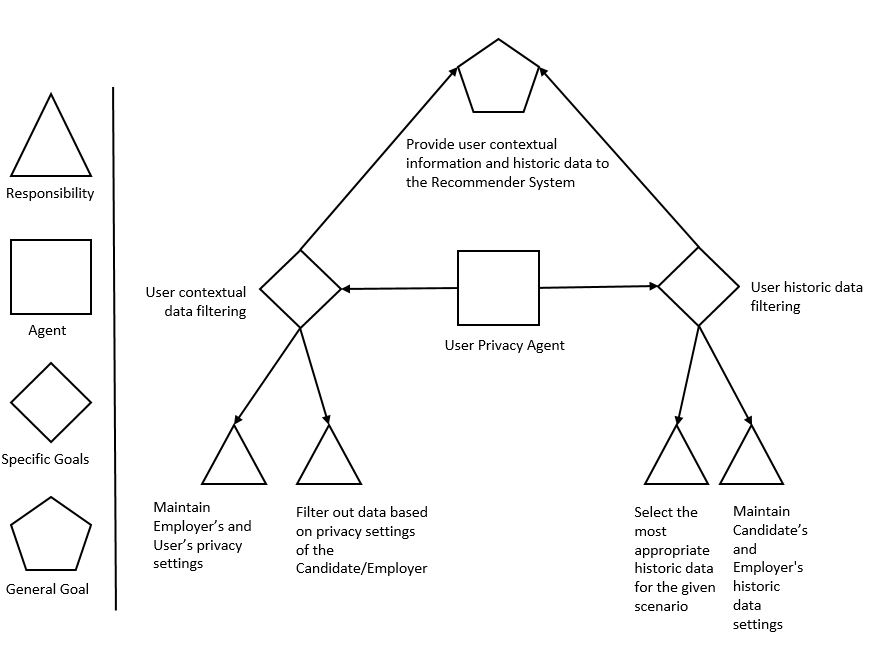 Responsibility
Agent
Specific Goals
General Goal
Provide user contextual
information and historic data to
the Recommender System
User contextual
data filtering
User Privacy Agent
User historic data
filtering
Maintain
Employer’s and
User’s privacy
settings
Filter out data based
on privacy settings
of the
Candidate/Employer
Select the
most
appropriate
historic data
for the given
scenario
Maintain
Candidate’s
and
Employer's
historic
data
settings